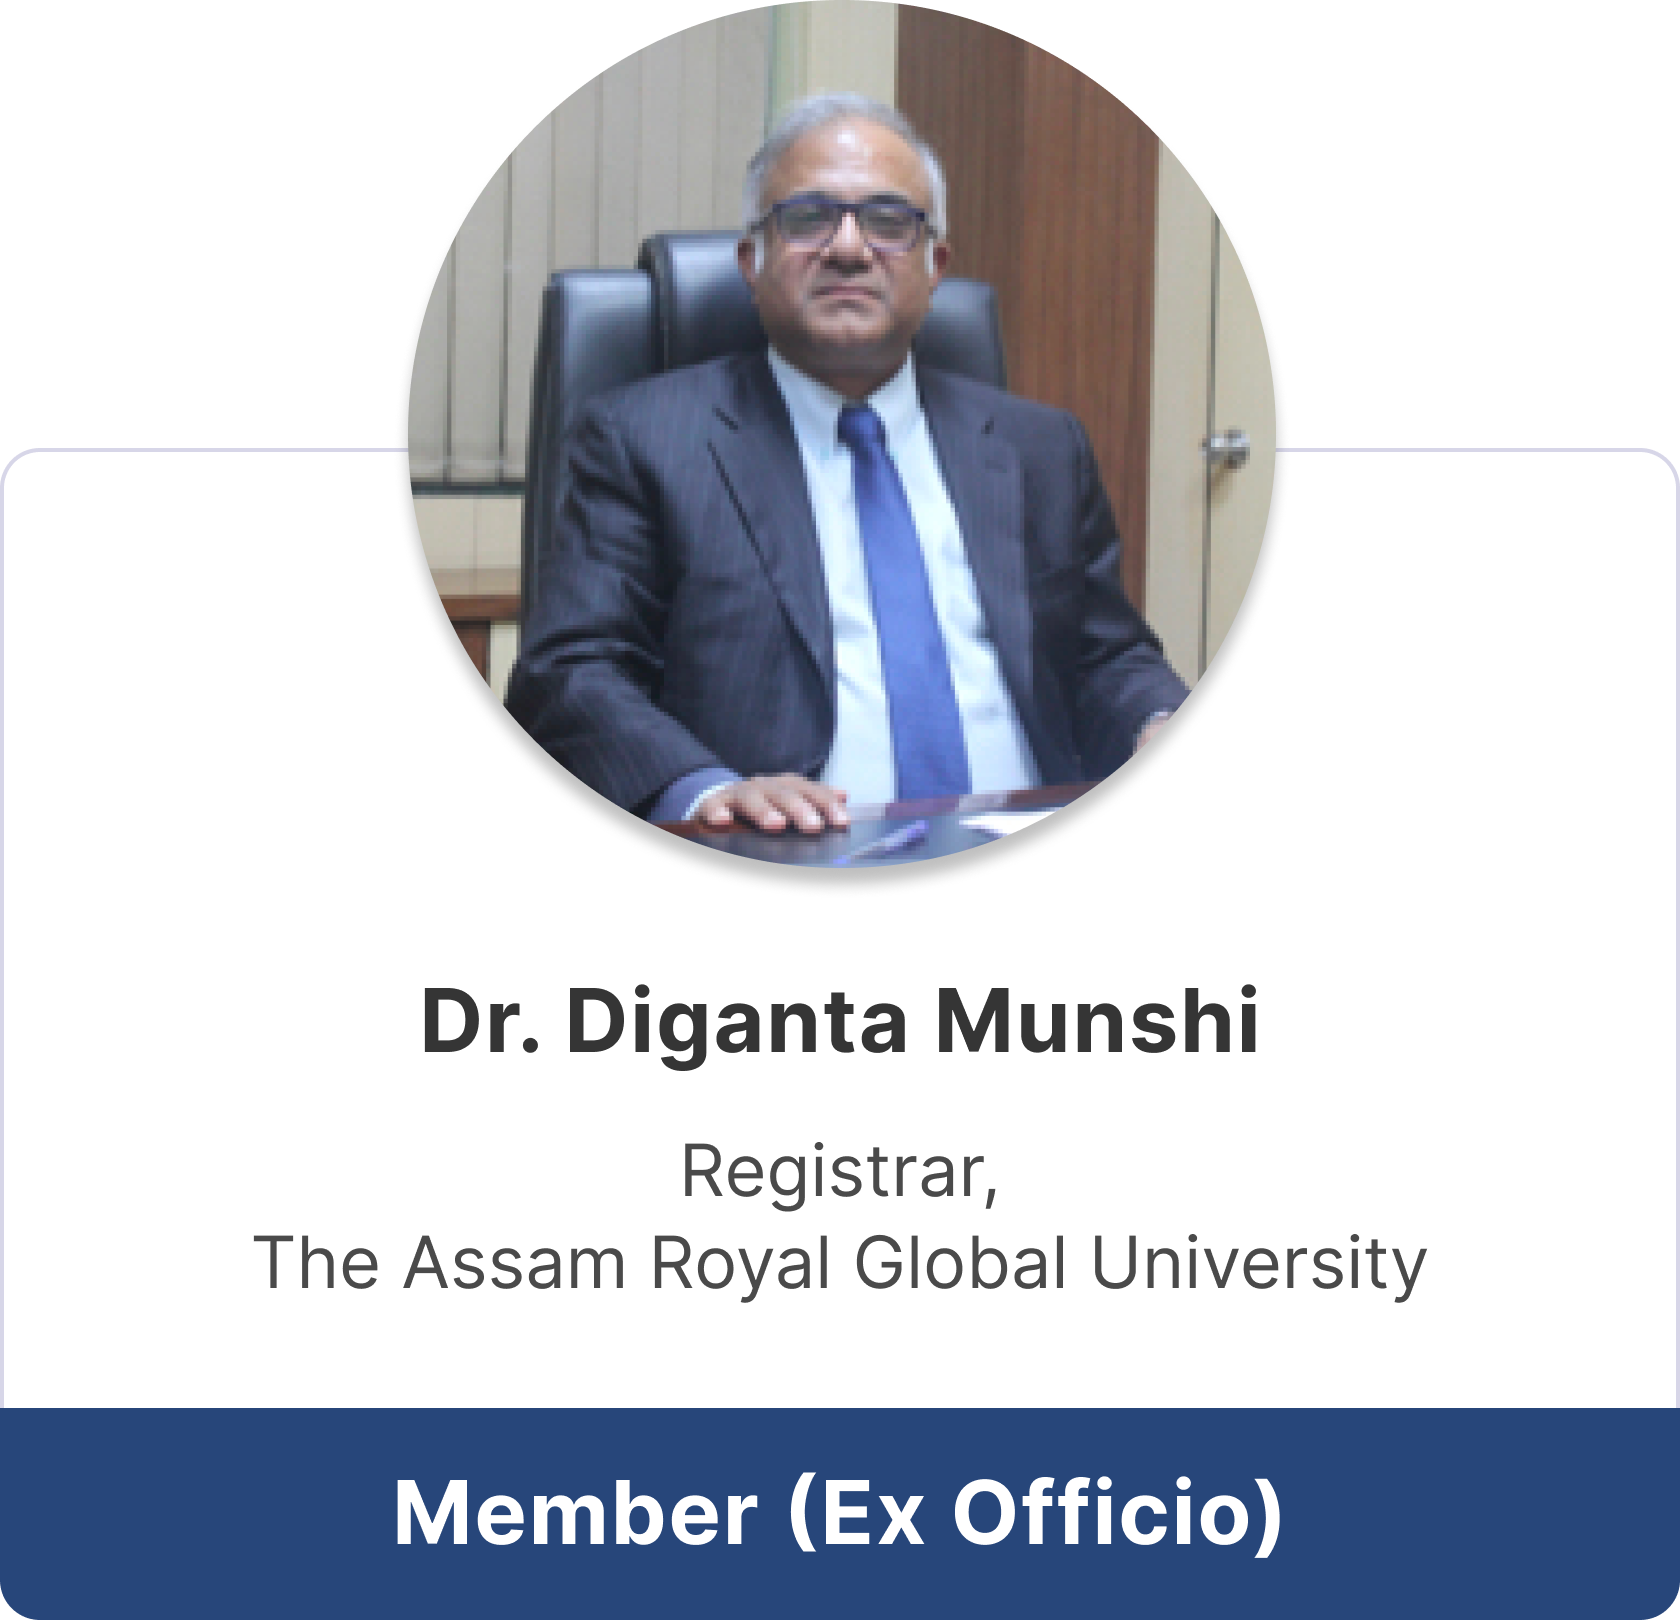 Dr. Diganta Munshi
Registrar,
The Assam Royal Global University
Member (Ex Officio)